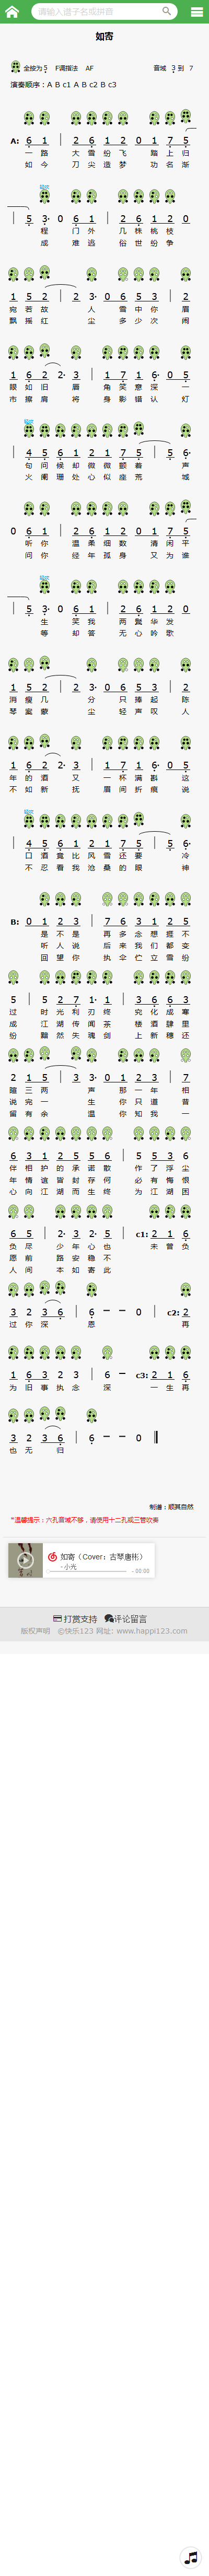 请输入谱子名或拼音
如寄
全按为5 F调指法 AF 音域 3 到 7
演奏顺序：A B c1 A B c2 B c3
A: 6 1 2 6 1 2 0 1 7 5
一 路 大 雪 纷 飞 踏 上 归
如 今 刀 尖 造 梦 功 名 渐
5 3· 0 6 1 2 6 1 2 0
程 门 外 几 株 桃 枝
成 难 逃 俗 世 纷 争
1 5 2 2 3· 0 6 5 3 2
宛 若 故 人 雪 中 你 眉
飘 摇 红 尘 多 少 次 闹
1 6 2 2· 3 1 7 1 6· 0 5
眼 如 旧 眉 角 笑 意 深 一
市 擦 肩 将 身 影 错 认 灯
4 5 6 1 2 1 7 5 5 6·
句 问 候 却 微 微 颤 着 声
火 阑 珊 处 心 似 座 荒 城
0 6 1 2 6 1 2 0 1 7 5
听 你 温 柔 细 数 清 闲 平
问 你 经 年 孤 身 又 为 谁
5 3· 0 6 1 2 6 1 2 0
生 笑 我 两 鬓 华 发
等 却 答 无 心 吟 歌
1 5 2 2 3· 0 6 5 3 2
消 瘦 几 分 只 捧 起 陈
琴 蒙 尘 轻 声 叹 人
1 6 2 2· 3 1 7 1 6· 0 5
年 的 酒 又 一 杯 满 斟 这
不 如 新 抚 眉 间 折 痕 说
4 5 6 1 2 1 7 5 5 6·
口 酒 竟 比 风 雪 还 要 冷
不 忍 看 我 沧 桑 的 眼 神
B: 0 1 2 3 7 6 3 1 2 5
是 不 是 再 多 念 想 捱 不
听 人 说 后 来 我 们 都 变
回 望 你 执 伞 伫 立 雪 纷
5 5 2 7 1 1 3 6 6 3
过 时 光 利 刃 终 究 化 成 寒
成 江 湖 传 闻 茶 楼 酒 肆 里
纷 黯 然 失 魂 剑 上 新 穗 还
2 1 5 3 3· 0 1 2 3 7
暄 三 两 声 那 一 年 相
说 完 一 生 你 只 道 昔
留 有 余 温 你 知 我 一
6 3 1 2 5 5 6 5 5 3 6
伴 相 护 的 承 诺 散 作 了 浮 尘
年 相 谊 皆 湖 存 何 必 有 悔 恨
心 向 江 湖 而 生 终 为 江 湖 困
6 5 2· 3 2· 5 c1: 2 1 6
负 尽 少 年 心 也 未 曾 负
愿 前 路 安 稳 不
人 间 本 如 寄 此
3 2 3 6 6 – – 0 c2: 2
过 你 深 恩 再
1 6 3 2 3 6 c3: 2 1 6
为 旧 事 执 念 深 一 生 再
3 2 3 6 6 – – 0
也 无 归
制谱：顺其自然
*温馨提示：六孔音域不够，请使用十二孔或三管吹奏
如寄（Cover：古琴唐彬）
-小光
- 00:00
打赏支持 评论留言
版权声明 ©快乐123 网址: www.happi123.com